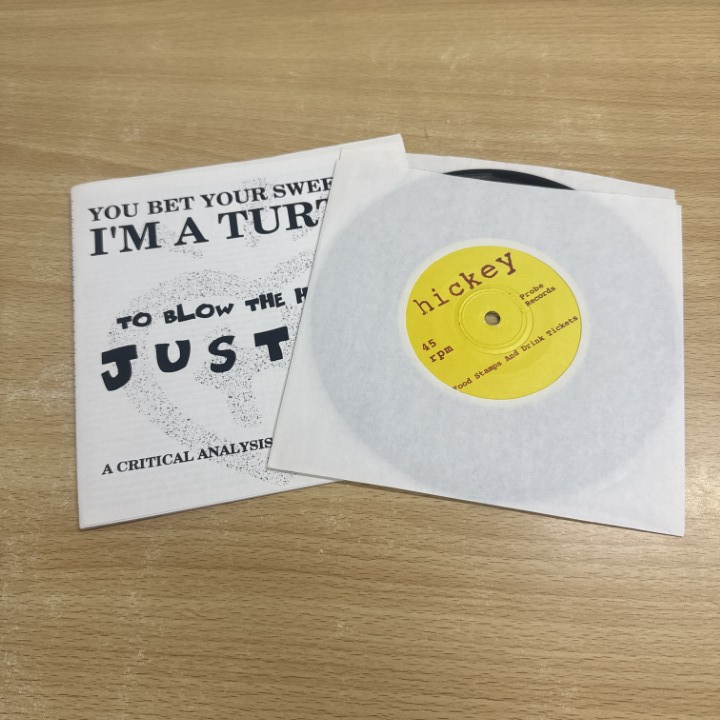 YOU BET YOUR SWEE
I'M A TURT
TO BLOW THE H
JUST
A CRITICAL ANALYSIS
hickey
Probe
Records
45
rpm
Food Stamps And Drink Tickets